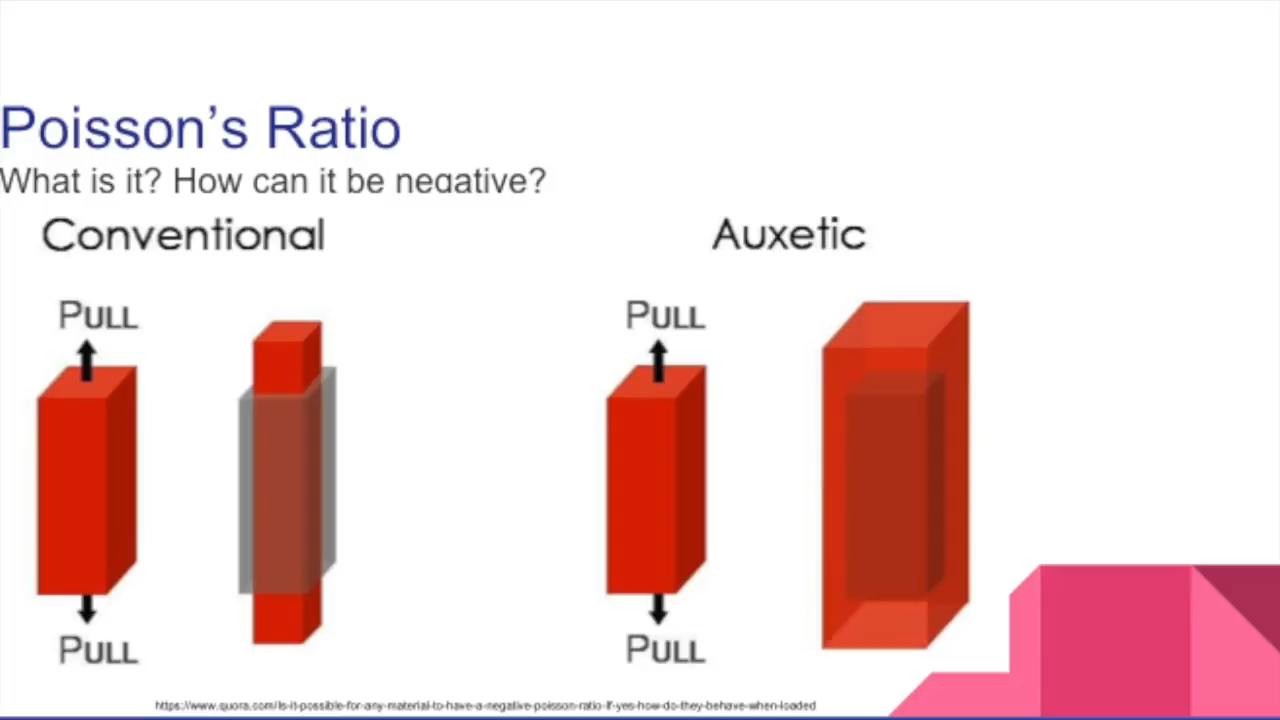 Poisson's Ratio
What is it? How can it be negative?
Conventional
Auxetic
PULL
PULL
PULL
PULL
https://www.quora.com/Is-it-possible-for-any-material-to-have-a-negative-poisson-ratio-If-yes-how-do-they-behave-when-loaded